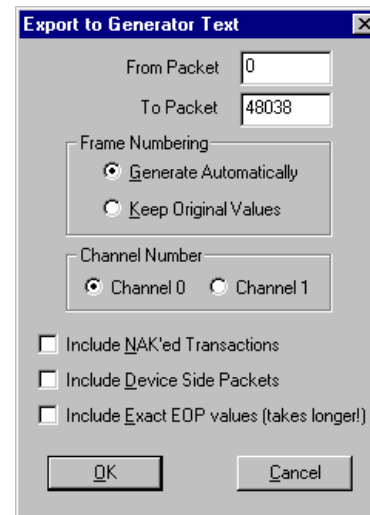 Export to Generator Text
From Packet 0
To Packet 48038
Frame Numbering
Generate Automatically
Keep Original Values
Channel Number
Channel 0 Channel 1
Include NAK'ed Transactions
Include Device Side Packets
Include Exact EOP values (takes longer!)
OK Cancel